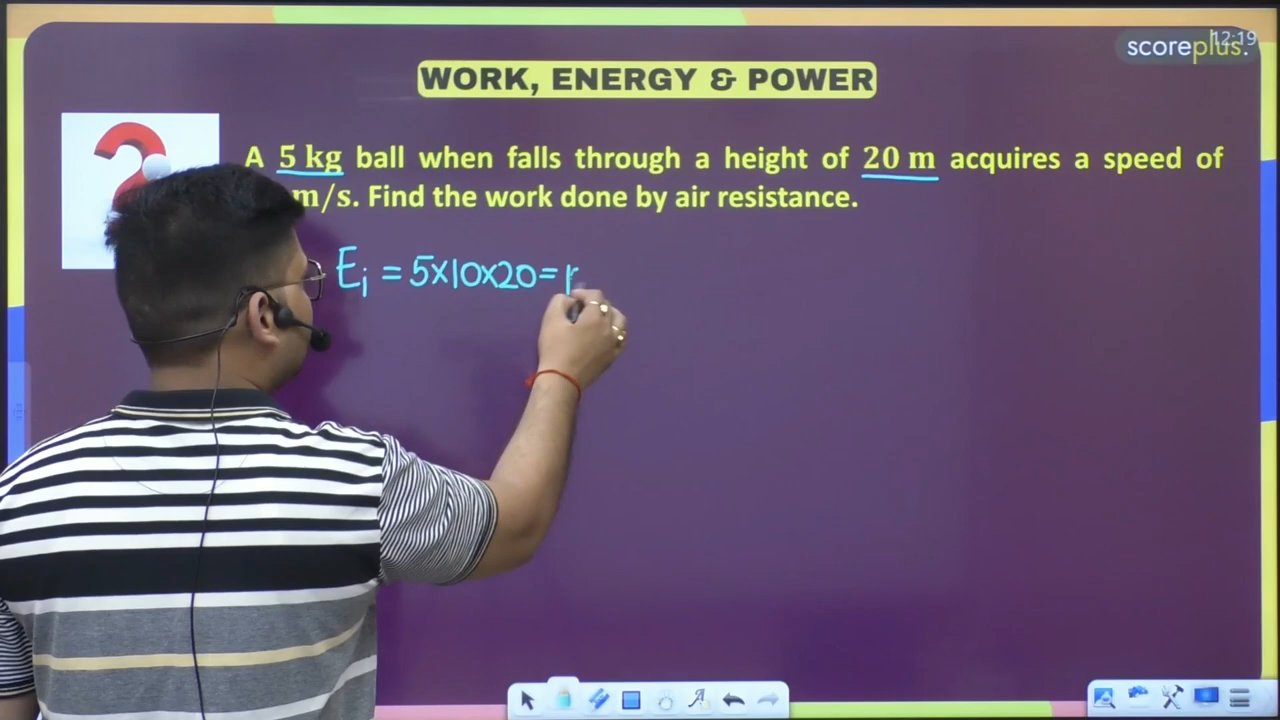 scoreplus.
12:19
WORK, ENERGY & POWER
A 5 kg ball when falls through a height of 20 m acquires a speed of
m/s. Find the work done by air resistance.
Eᵢ = 5×10×20=